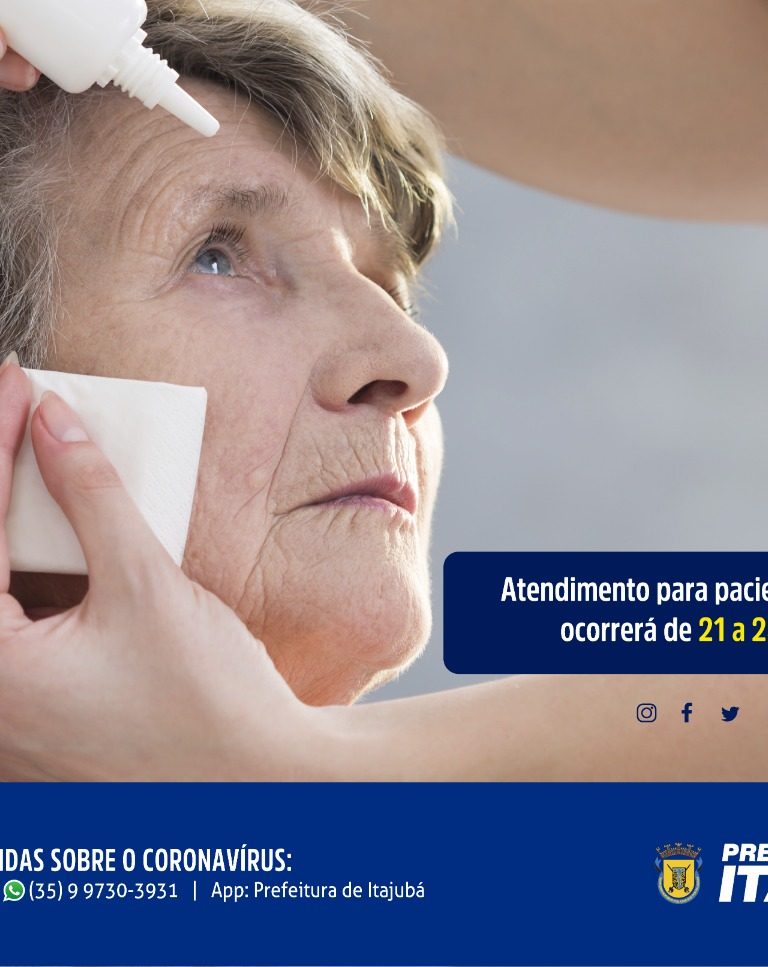 Atendimento para pacie
ocorrerá de 21 a 2
IDAS SOBRE O CORONAVÍRUS:
(35) 9 9730-3931 | App: Prefeitura de Itajubá
PRE
ITA